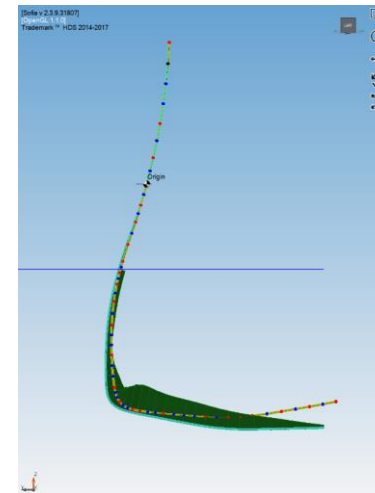 [Sofia v 2.3.9.31807]
[OpenGL 1.1.0]
Trademark ™ HDS 2014-2017
Origin